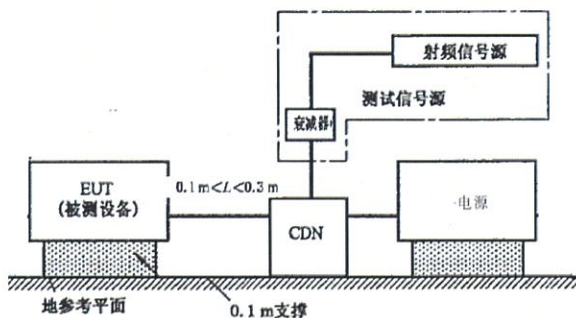 射频信号源
测试信号源
衰减器
EUT
(被测设备)
0.1 m<L<0.3 m
CDN
电源
地参考平面
0.1 m支撑